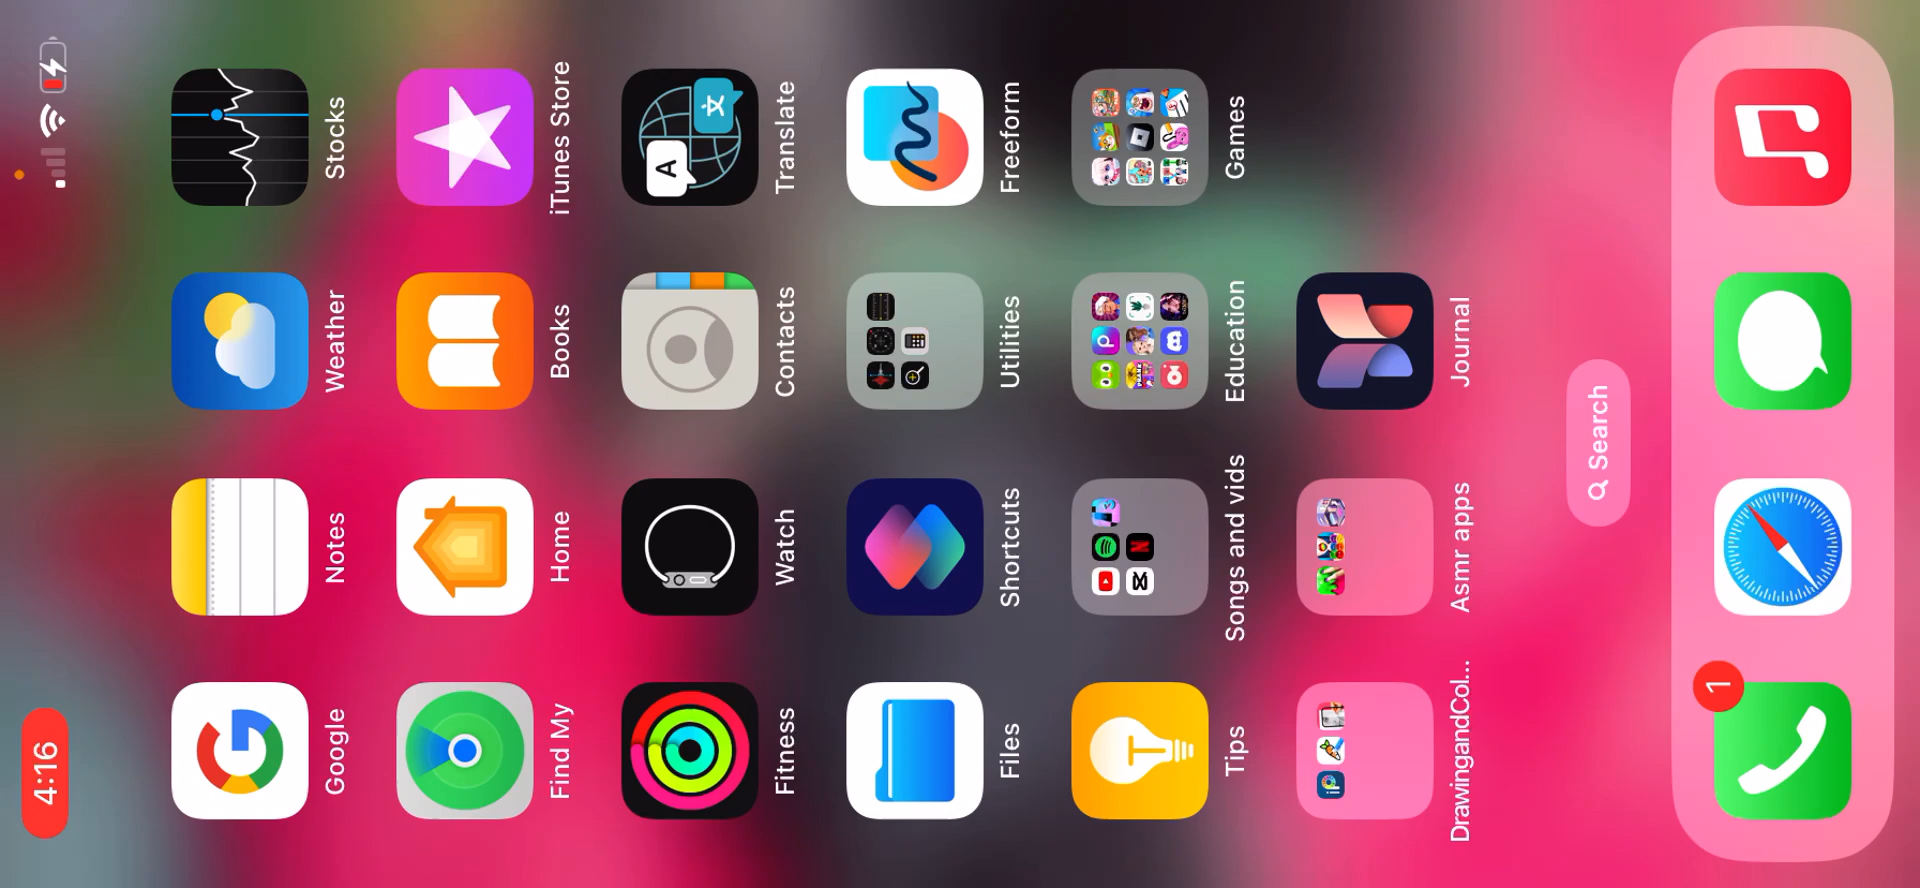 4:16
Google
Notes
Weather
Stocks
Find My
Home
Books
iTunes Store
Fitness
Watch
Contacts
A
文
Translate
Files
Shortcuts
Utilities
Freeform
Tips
Songs and vids
Education
Games
DrawingandCol...
Asmr apps
Journal
Search
1